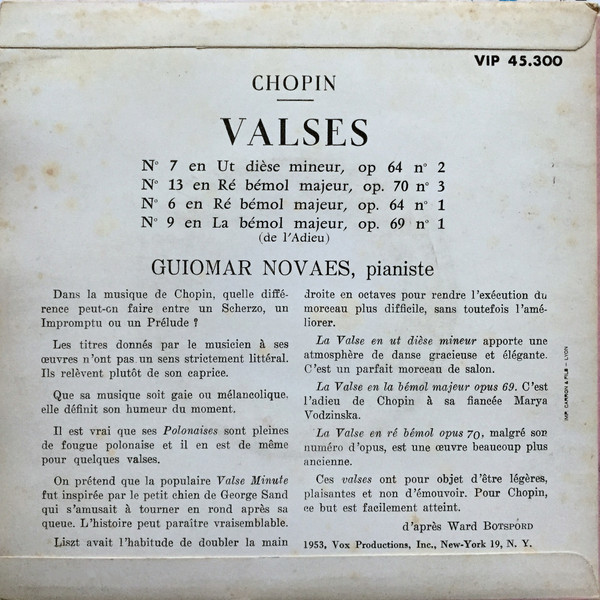 VIP 45.300
CHOPIN
VALSES
N° 7 en Ut dièse mineur, op 64 n° 2
N° 13 en Ré bémol majeur, op. 70 n° 3
N° 6 en Ré bémol majeur, op. 64 n° 1
N° 9 en La bémol majeur, op. 69 n° 1
(de l'Adieu)
GUIOMAR NOVAES, pianiste
Dans la musique de Chopin, quelle diffé-
rence peut-on faire entre un Scherzo, un
Impromptu ou un Prélude ?
Les titres donnés par le musicien à ses
œuvres n'ont pas un sens strictement littéral.
Ils relèvent plutôt de son caprice.
Que sa musique soit gaie ou mélancolique.
elle définit son humeur du moment.
Il est vrai que ses Polonaises sont pleines
de fougue polonaise et il en est de même
pour quelques valses.
On prétend que la populaire Valse Minute
fut inspirée par le petit chien de George Sand
qui s'amusait à tourner en rond après sa
queue. L'histoire peut paraître vraisemblable.
Liszt avait l'habitude de doubler la main
droite en octaves pour rendre l'exécution du
morceau plus difficile, sans toutefois l'amé-
liorer.
La Valse en ut dièse mineur apporte une
atmosphère de danse gracieuse et élégante.
C'est un parfait morceau de salon.
La Valse en la bémol majeur opus 69. C'est
l'adieu de Chopin à sa fiancée Marya
Vodzinska.
La Valse en ré bémol opus 70, malgré son
numéro d'opus, est une œuvre beaucoup plus
ancienne.
Ces valses ont pour objet d'être légères,
plaisantes et non d'émouvoir. Pour Chopin,
ce but est facilement atteint.
d'après Ward BOTSFORD
1953, Vox Productions, Inc., New-York 19, N. Y.
IMP. CARRON & FILS - LYON